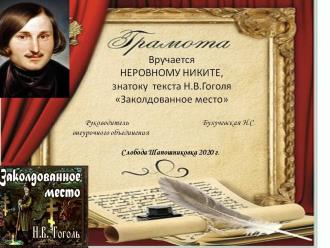 Грамота
Вручается
НЕРОВНОМУ НИКИТЕ,
знатоку текста Н.В.Гоголя
«Заколдованное место»
Руководитель Бухучевская Н.С.
внеурочного объединения
Слобода Шапошниковка 2020 г.
Заколдованное
место
Н.В. Гоголь